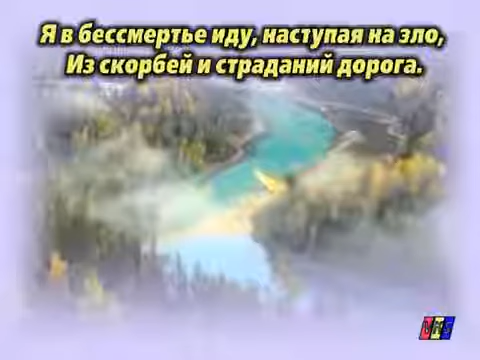 Я в бессмертье иду, наступая на зло,
Из скорбей и страданий дорога.